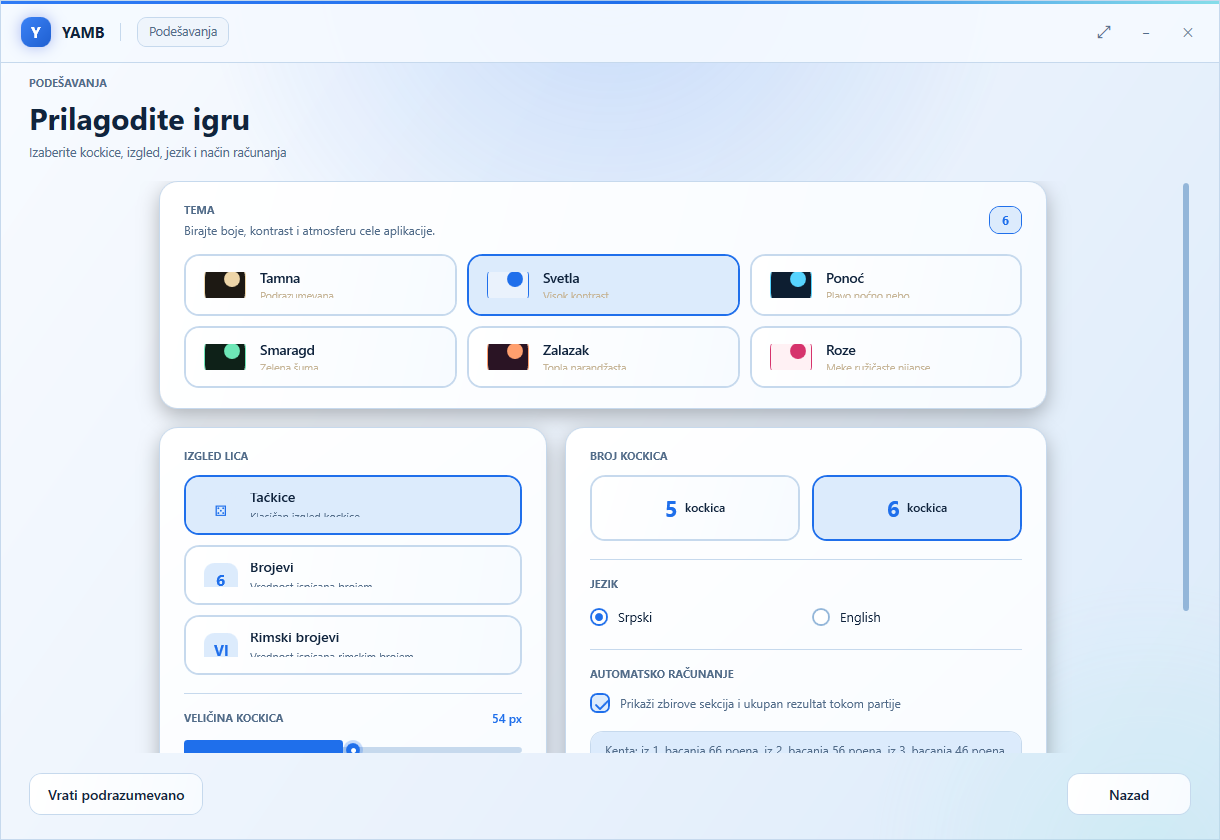 Y YAMB Podešavanja
PODEŠAVANJA
Prilagodite igru
Izaberite kockice, izgled, jezik i način računanja
TEMA
Birajte boje, kontrast i atmosferu cele aplikacije.
6
Tamna
Podrazumevana
Svetla
Visok kontrast
Ponoć
Plavo noćno nebo
Smaragd
Zelena šuma
Zalazak
Topla narandžasta
Roze
Meke ružičaste nijanse
IZGLED LICA
Tačkice
Klasičan izgled kockice
6
Brojevi
Vrednost ispisana brojem
VI
Rimski brojevi
Vrednost ispisana rimskim brojem
VELIČINA KOCKICA
54 px
BROJ KOCKICA
5 kockica
6 kockica
JEZIK
Srpski
English
AUTOMATSKO RAČUNANJE
Prikaži zbirove sekcija i ukupan rezultat tokom partije
Kenta: iz 1. bacanja 66 poena, iz 2. bacanja 56 poena, iz 3. bacanja 46 poena
Vrati podrazumevano
Nazad